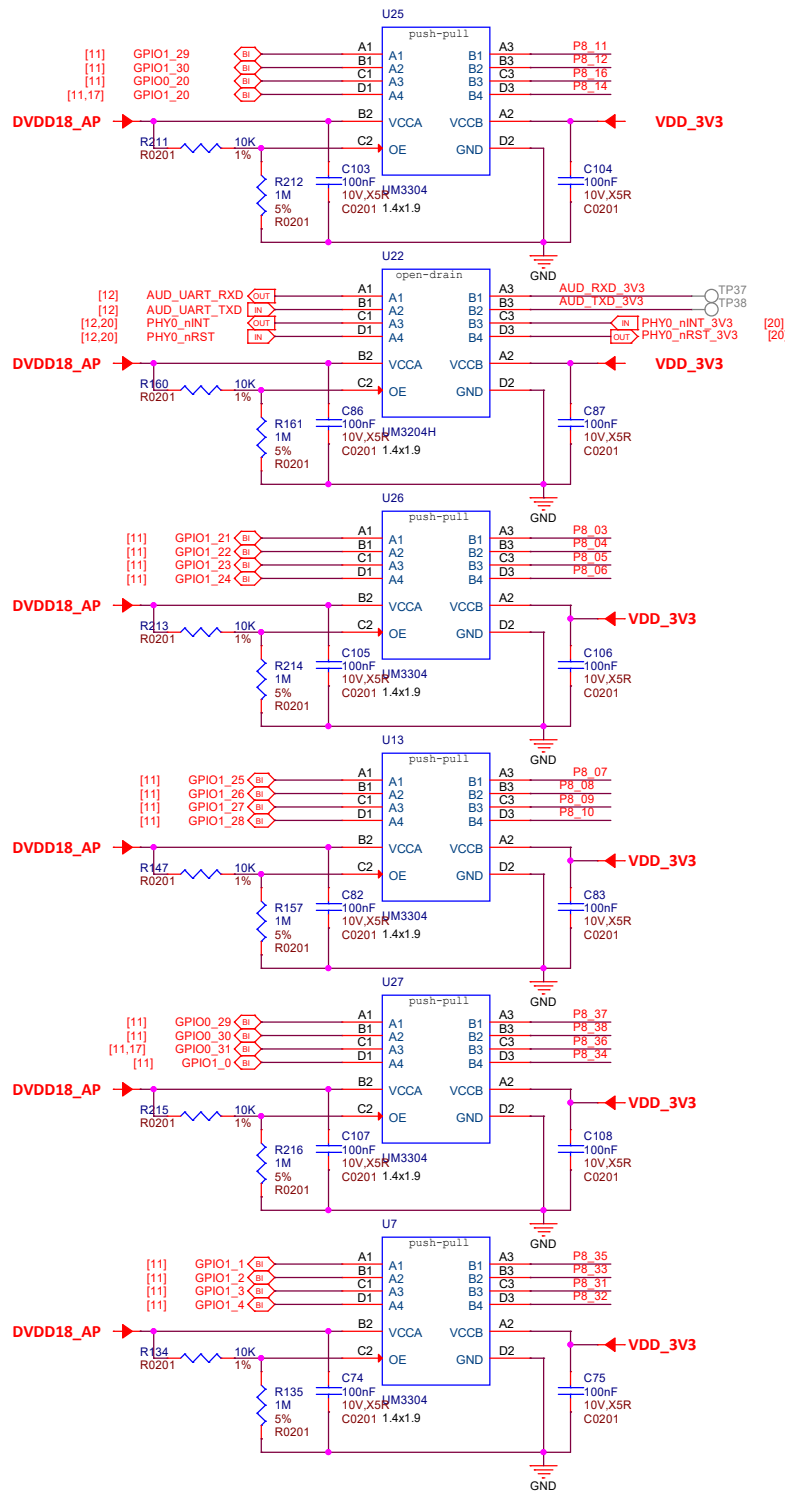 U25
push-pull
[11] GPIO1_29 BI A1 A1 B1 A3 P8_11
[11] GPIO1_30 BI B1 A2 B2 B3 P8_12
[11] GPIO0_20 BI C1 A3 B3 C3 P8_16
[11,17] GPIO1_20 BI D1 A4 B4 D3 P8_14
DVDD18_AP B2 VCCA VCCB A2 VDD_3V3
R211 10K C2 OE GND D2
R0201 1%
R212 C103 C104
1M 100nF 100nF
5% 10V,X5R 10V,X5R
R0201 C0201 C0201
UM3304
1.4x1.9
GND
U22
open-drain
[12] AUD_UART_RXD OUT A1 A1 B1 A3 AUD_RXD_3V3 TP37
[12] AUD_UART_TXD IN B1 A2 B2 B3 AUD_TXD_3V3 TP38
[12,20] PHY0_nINT OUT C1 A3 B3 C3 IN PHY0_nINT_3V3 [20]
[12,20] PHY0_nRST IN D1 A4 B4 D3 OUT PHY0_nRST_3V3 [20]
DVDD18_AP B2 VCCA VCCB A2 VDD_3V3
R160 10K C2 OE GND D2
R0201 1%
R161 C86 C87
1M 100nF 100nF
5% 10V,X5R 10V,X5R
R0201 C0201 C0201
UM3204H
1.4x1.9
GND
U26
push-pull
[11] GPIO1_21 BI A1 A1 B1 A3 P8_03
[11] GPIO1_22 BI B1 A2 B2 B3 P8_04
[11] GPIO1_23 BI C1 A3 B3 C3 P8_05
[11] GPIO1_24 BI D1 A4 B4 D3 P8_06
DVDD18_AP B2 VCCA VCCB A2 VDD_3V3
R213 10K C2 OE GND D2
R0201 1%
R214 C105 C106
1M 100nF 100nF
5% 10V,X5R 10V,X5R
R0201 C0201 C0201
UM3304
1.4x1.9
GND
U13
push-pull
[11] GPIO1_25 BI A1 A1 B1 A3 P8_07
[11] GPIO1_26 BI B1 A2 B2 B3 P8_08
[11] GPIO1_27 BI C1 A3 B3 C3 P8_09
[11] GPIO1_28 BI D1 A4 B4 D3 P8_10
DVDD18_AP B2 VCCA VCCB A2 VDD_3V3
R147 10K C2 OE GND D2
R0201 1%
R157 C82 C83
1M 100nF 100nF
5% 10V,X5R 10V,X5R
R0201 C0201 C0201
UM3304
1.4x1.9
GND
U27
push-pull
[11] GPIO0_29 BI A1 A1 B1 A3 P8_37
[11] GPIO0_30 BI B1 A2 B2 B3 P8_38
[11,17] GPIO0_31 BI C1 A3 B3 C3 P8_36
[11] GPIO1_0 BI D1 A4 B4 D3 P8_34
DVDD18_AP B2 VCCA VCCB A2 VDD_3V3
R215 10K C2 OE GND D2
R0201 1%
R216 C107 C108
1M 100nF 100nF
5% 10V,X5R 10V,X5R
R0201 C0201 C0201
UM3304
1.4x1.9
GND
U7
push-pull
[11] GPIO1_1 BI A1 A1 B1 A3 P8_35
[11] GPIO1_2 BI B1 A2 B2 B3 P8_33
[11] GPIO1_3 BI C1 A3 B3 C3 P8_31
[11] GPIO1_4 BI D1 A4 B4 D3 P8_32
DVDD18_AP B2 VCCA VCCB A2 VDD_3V3
R134 10K C2 OE GND D2
R0201 1%
R135 C74 C75
1M 100nF 100nF
5% 10V,X5R 10V,X5R
R0201 C0201 C0201
UM3304
1.4x1.9
GND